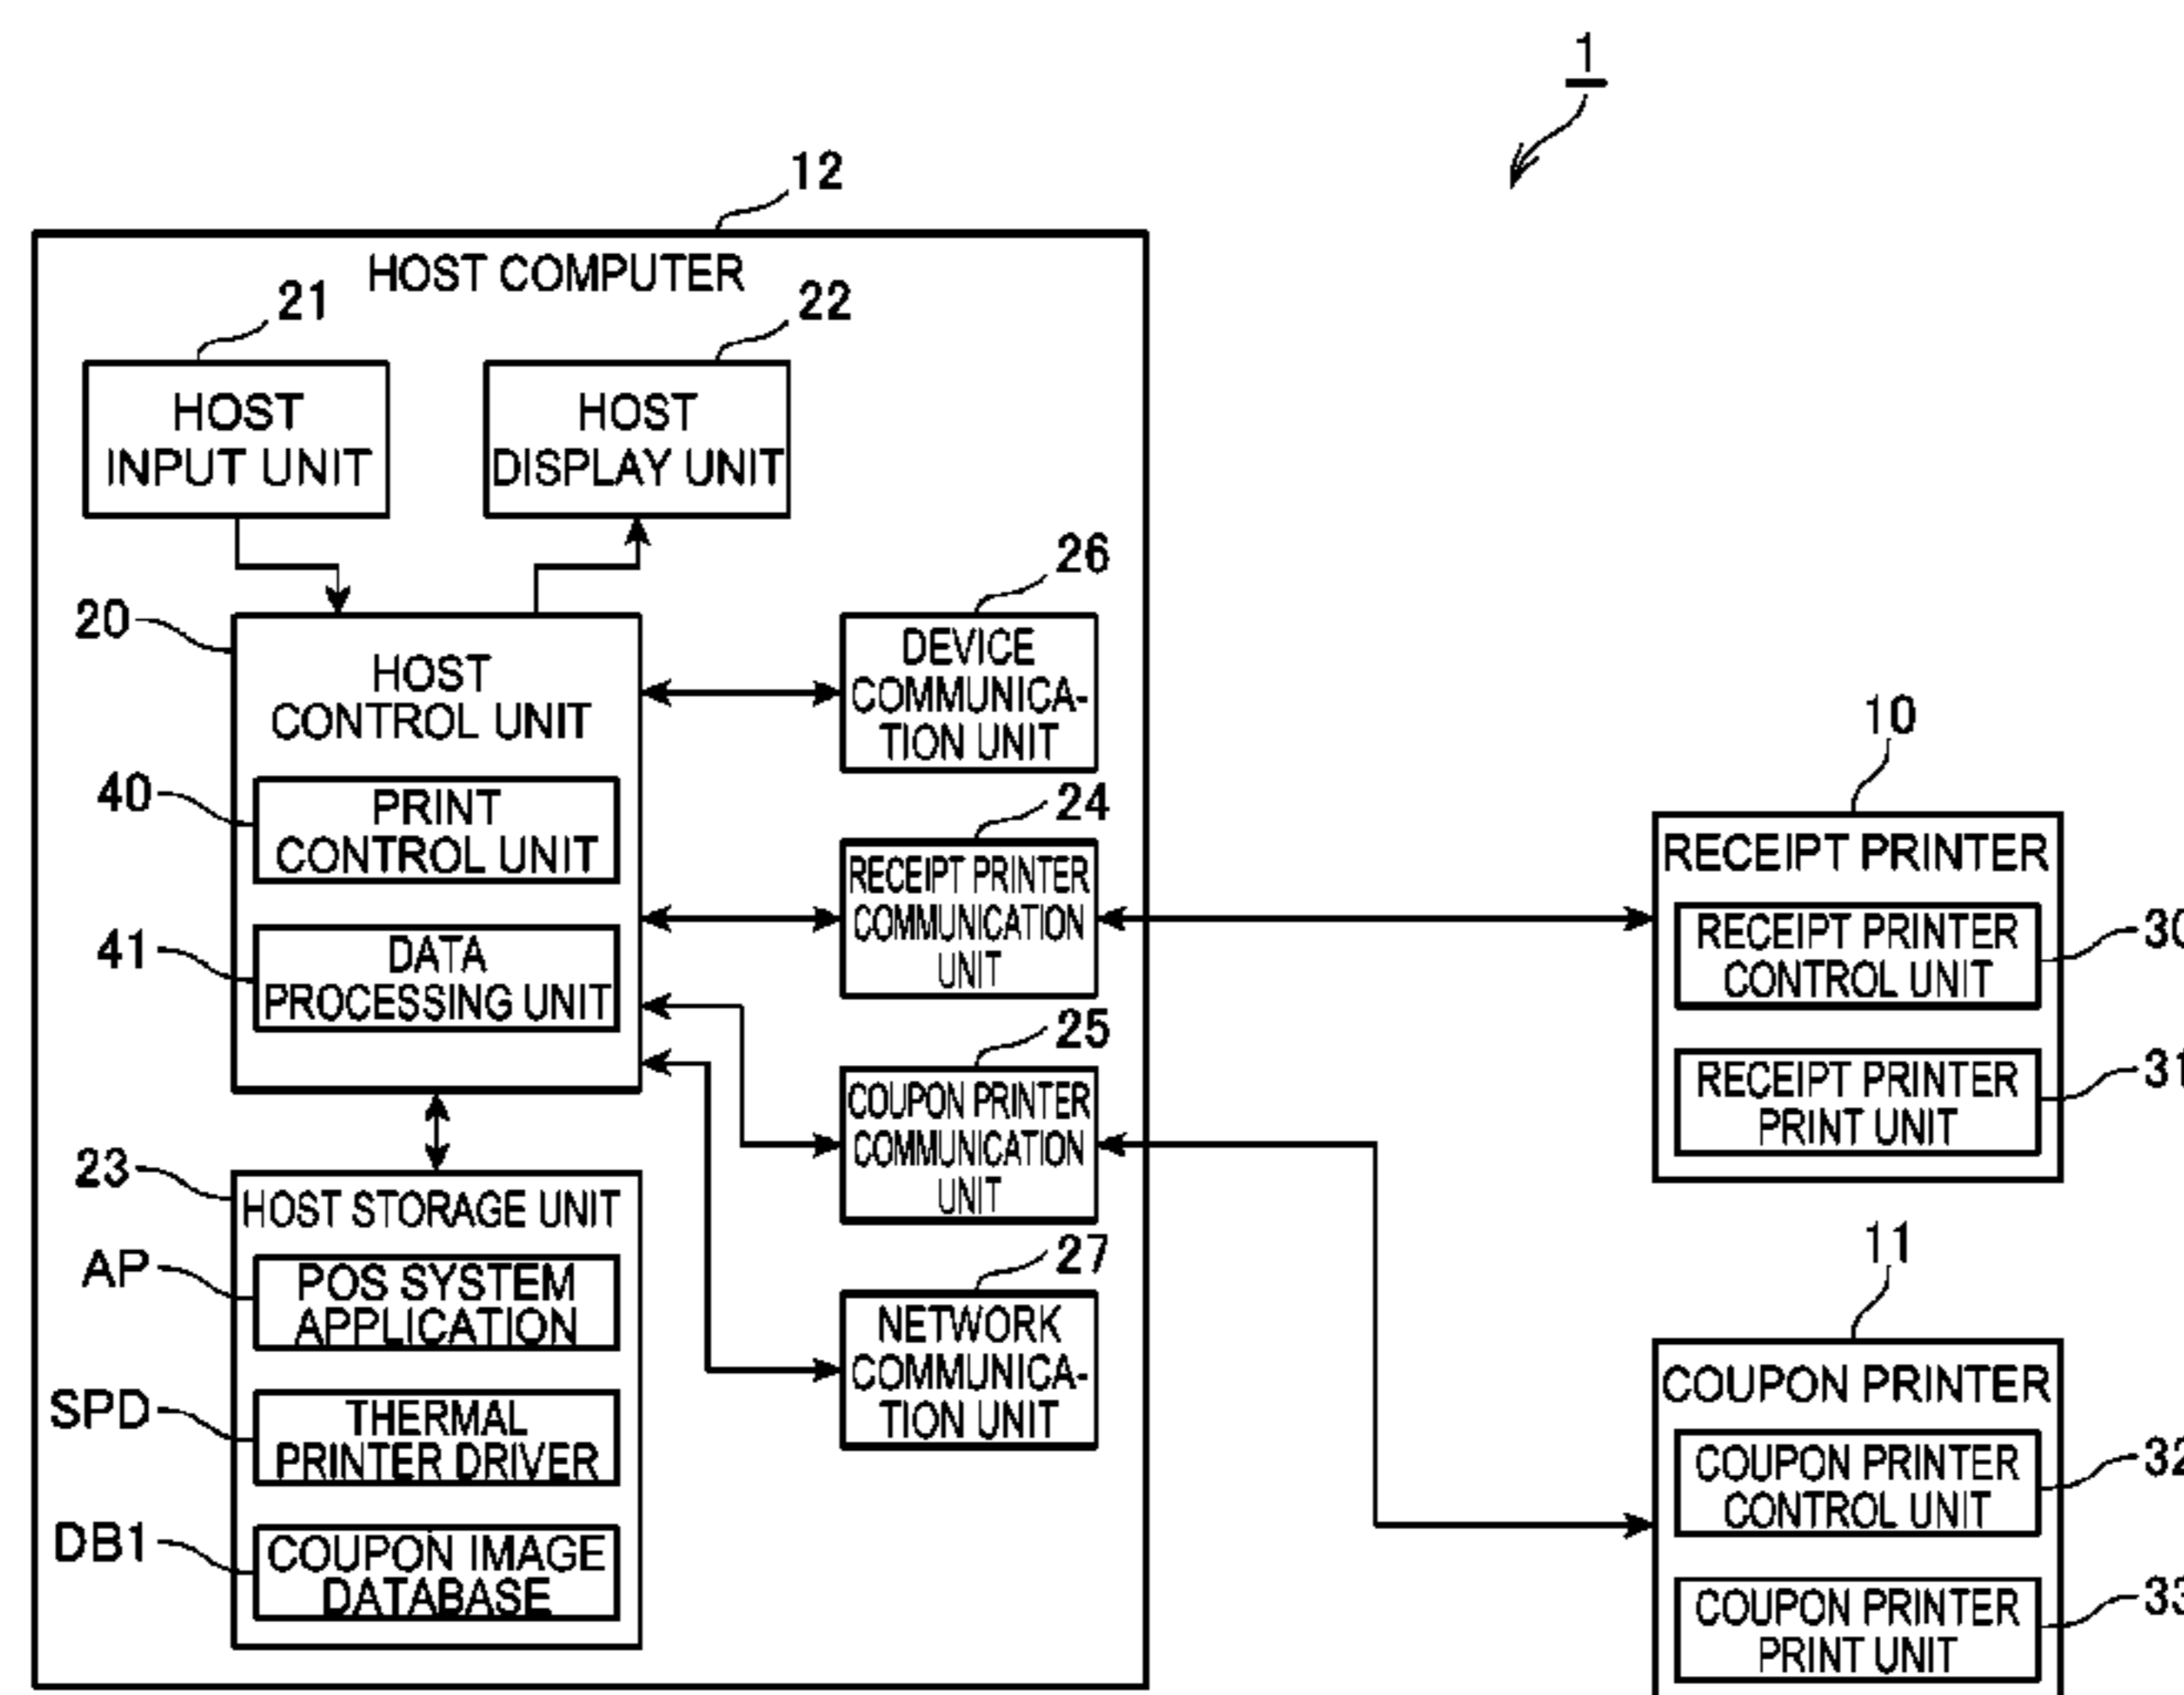 1
12
HOST COMPUTER
21
22
HOST
INPUT UNIT
HOST
DISPLAY UNIT
26
20
HOST
CONTROL UNIT
DEVICE
COMMUNICA-
TION UNIT
40
PRINT
CONTROL UNIT
24
RECEIPT PRINTER
COMMUNICATION
UNIT
41
DATA
PROCESSING UNIT
25
COUPON PRINTER
COMMUNICATION
UNIT
23
HOST STORAGE UNIT
AP
POS SYSTEM
APPLICATION
27
NETWORK
COMMUNICA-
TION UNIT
SPD
THERMAL
PRINTER DRIVER
DB1
COUPON IMAGE
DATABASE
10
RECEIPT PRINTER
RECEIPT PRINTER
CONTROL UNIT
30
RECEIPT PRINTER
PRINT UNIT
31
11
COUPON PRINTER
COUPON PRINTER
CONTROL UNIT
32
COUPON PRINTER
PRINT UNIT
33